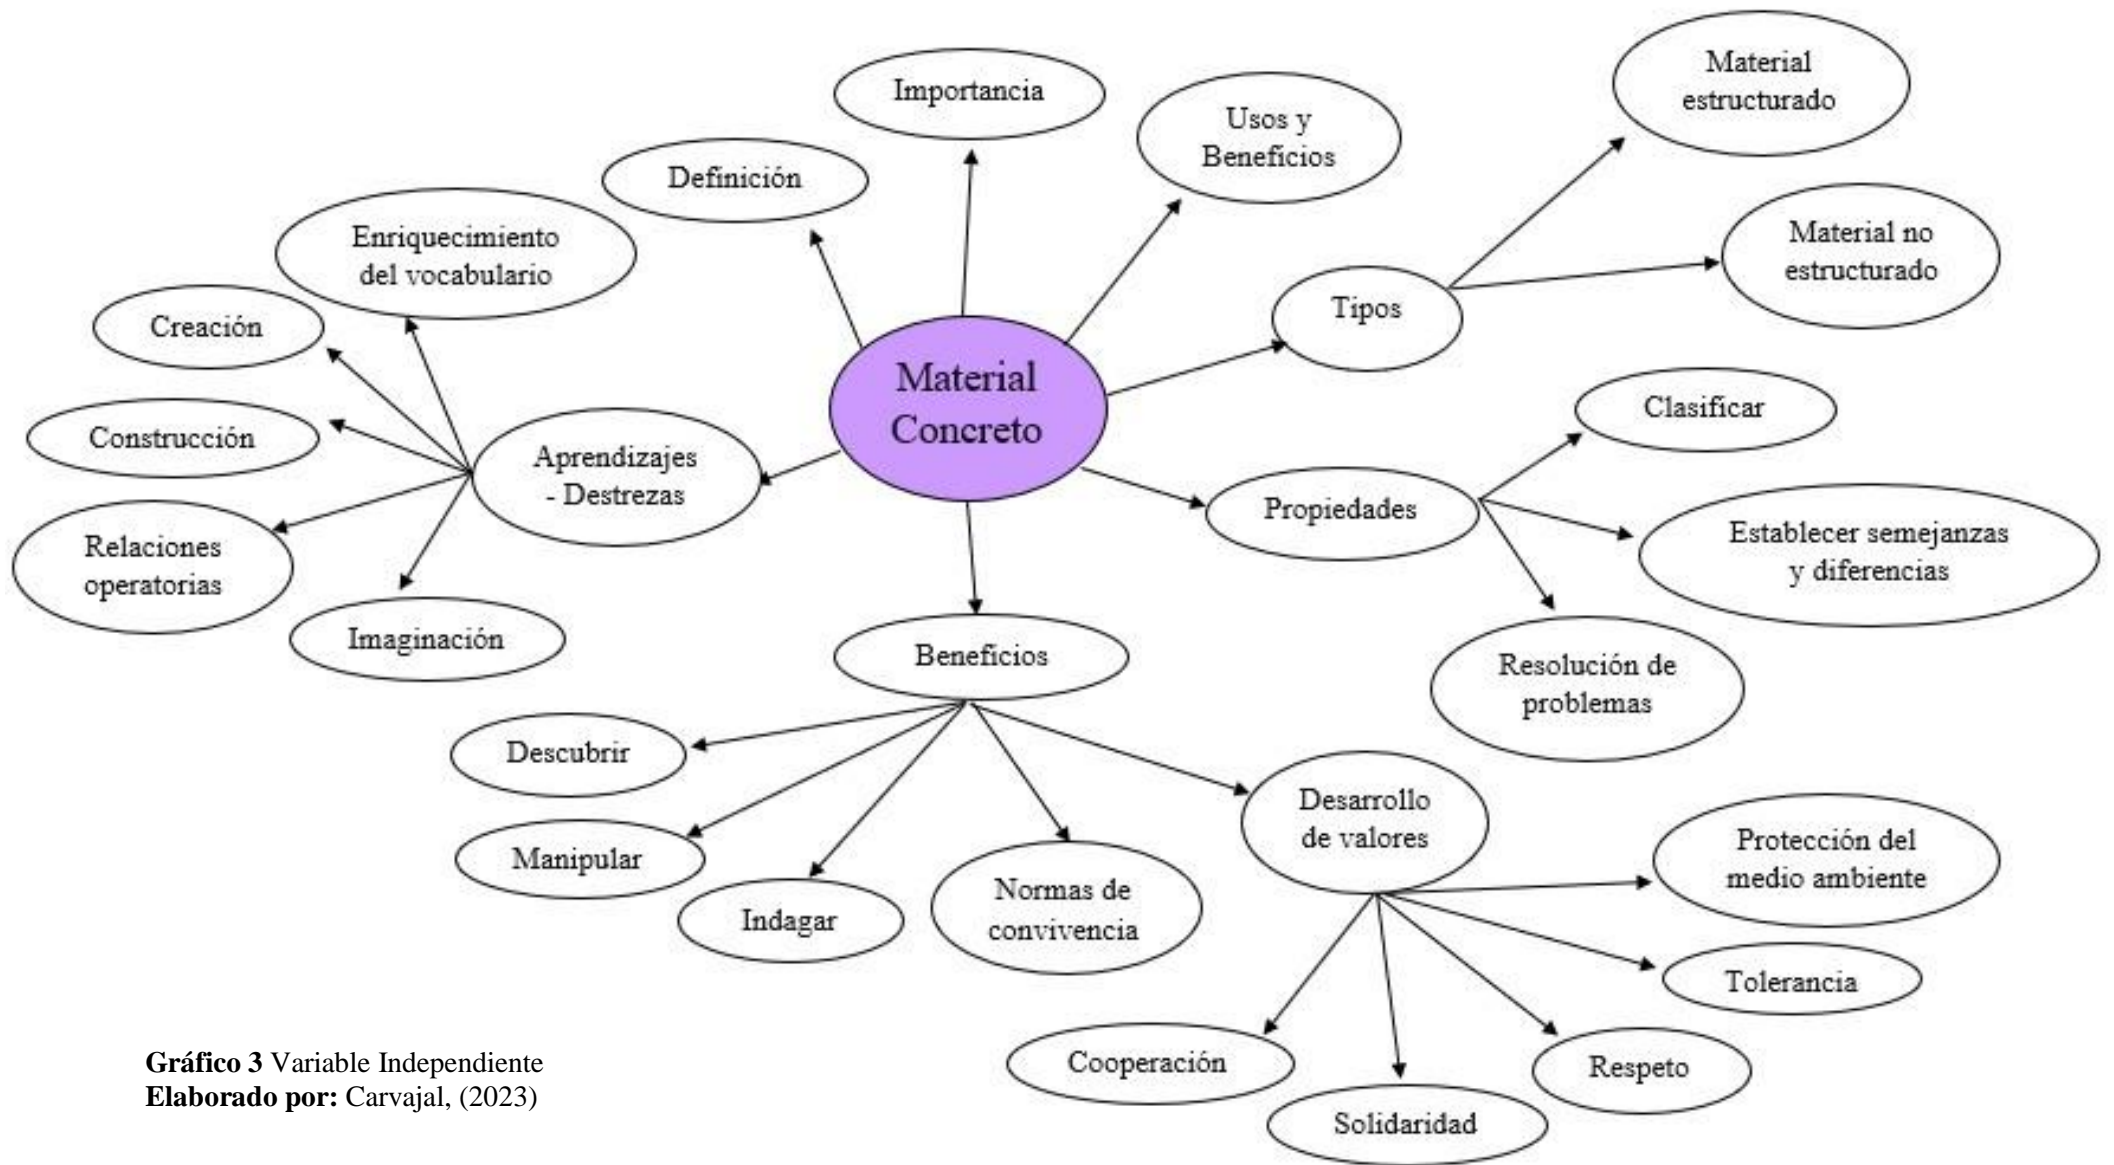 Material
estructurado
Importancia
Usos y
Beneficios
Definición
Enriquecimiento
del vocabulario
Material no
estructurado
Tipos
Creación
Material
Concreto
Clasificar
Construcción
Aprendizajes
- Destrezas
Propiedades
Establecer semejanzas
y diferencias
Relaciones
operatorias
Imaginación
Beneficios
Resolución de
problemas
Descubrir
Desarrollo
de valores
Manipular
Protección del
medio ambiente
Indagar
Normas de
convivencia
Tolerancia
Cooperación
Respeto
Solidaridad
Gráfico 3 Variable Independiente
Elaborado por: Carvajal, (2023)